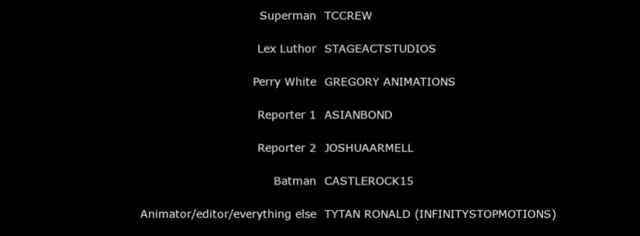 Superman TCCREW
Lex Luthor STAGEACTSTUDIOS
Perry White GREGORY ANIMATIONS
Reporter 1 ASIANBOND
Reporter 2 JOSHUAARMELL
Batman CASTLEROCK15
Animator/editor/everything else TYTAN RONALD (INFINITYSTOPMOTIONS)